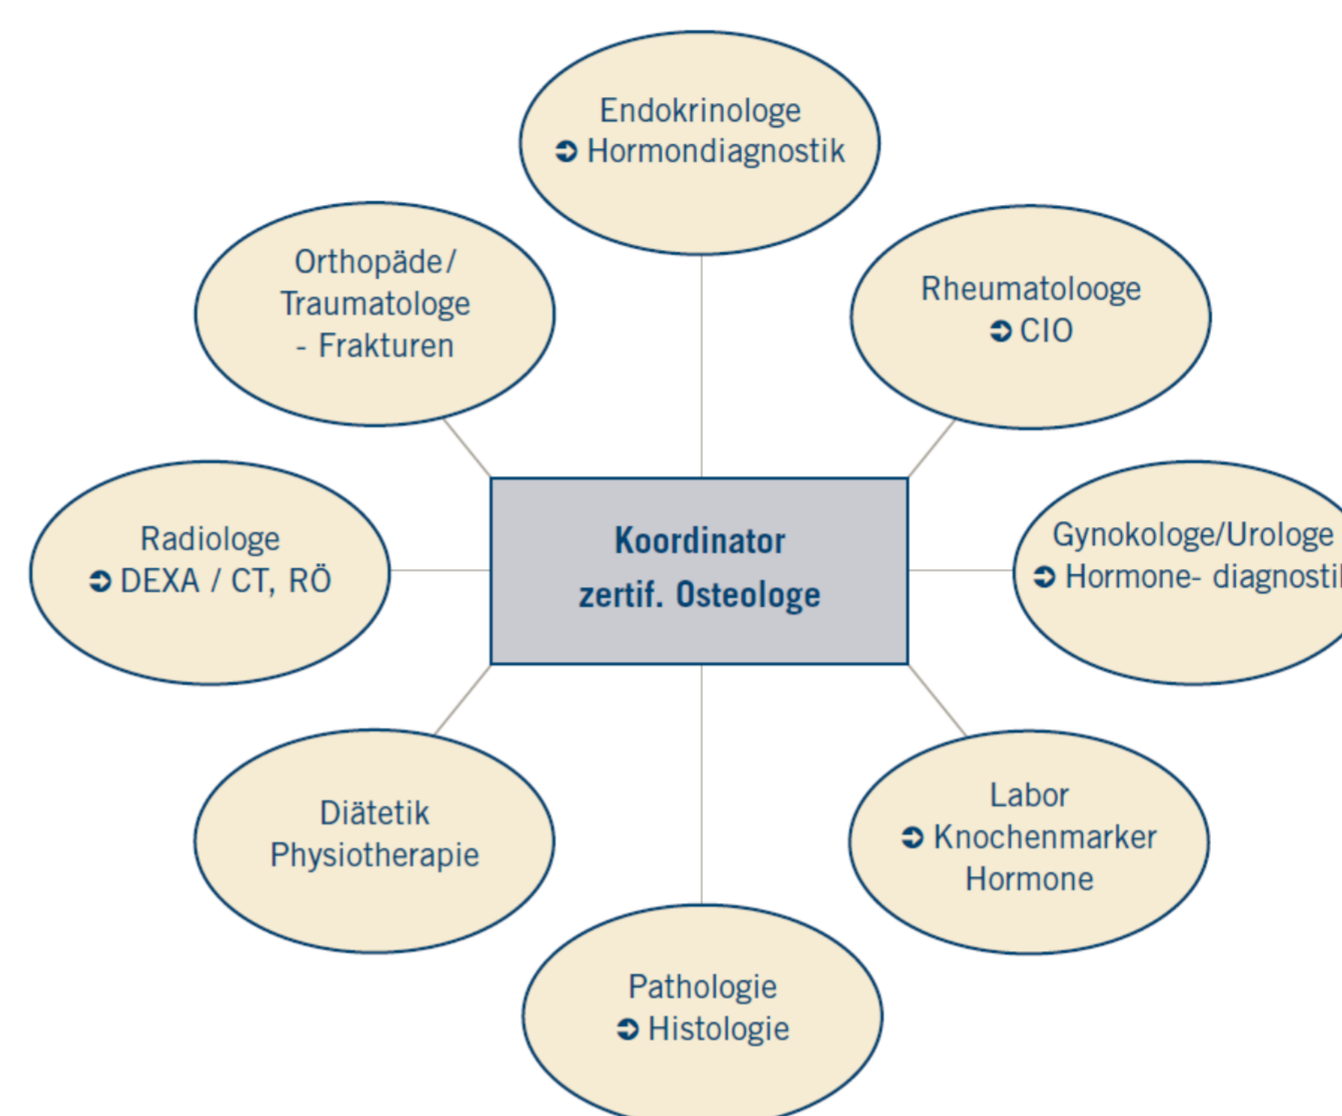 Endokrinologe
➲ Hormondiagnostik
Orthopäde/
Traumatologe
- Frakturen
Rheumatolooge
➲ CIO
Radiologe
➲ DEXA / CT, RÖ
Koordinator
zertif. Osteologe
Gynokologe/Urologe
➲ Hormone- diagnostik
Diätetik
Physiotherapie
Labor
➲ Knochenmarker
Hormone
Pathologie
➲ Histologie